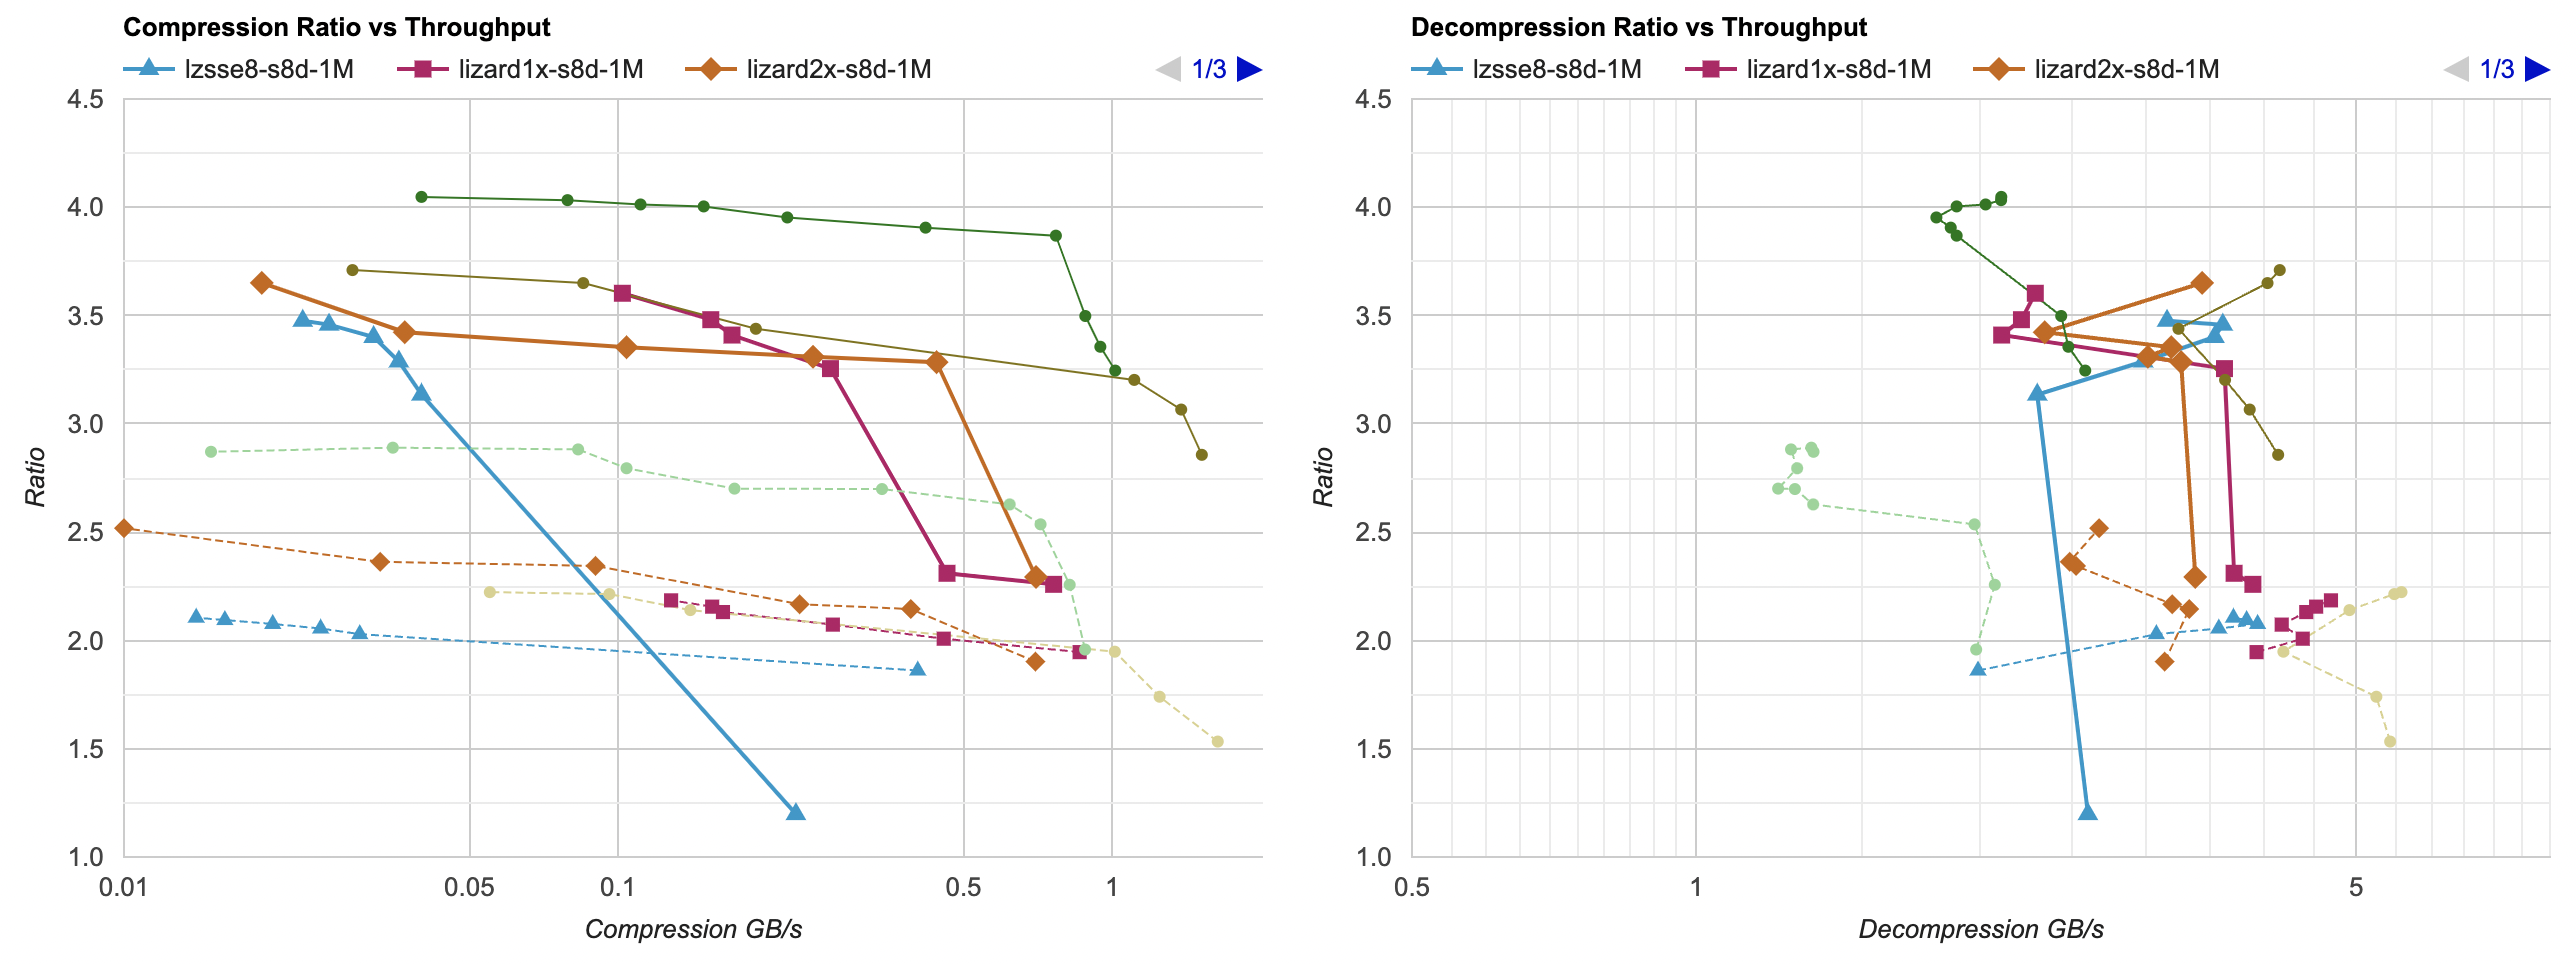 Compression Ratio vs Throughput
lzsse8-s8d-1M lizard1x-s8d-1M lizard2x-s8d-1M 1/3
4.5
4.0
3.5
3.0
2.5
2.0
1.5
1.0
Ratio
0.01 0.05 0.1 0.5 1
Compression GB/s
Decompression Ratio vs Throughput
lzsse8-s8d-1M lizard1x-s8d-1M lizard2x-s8d-1M 1/3
4.5
4.0
3.5
3.0
2.5
2.0
1.5
1.0
Ratio
0.5 1 5
Decompression GB/s